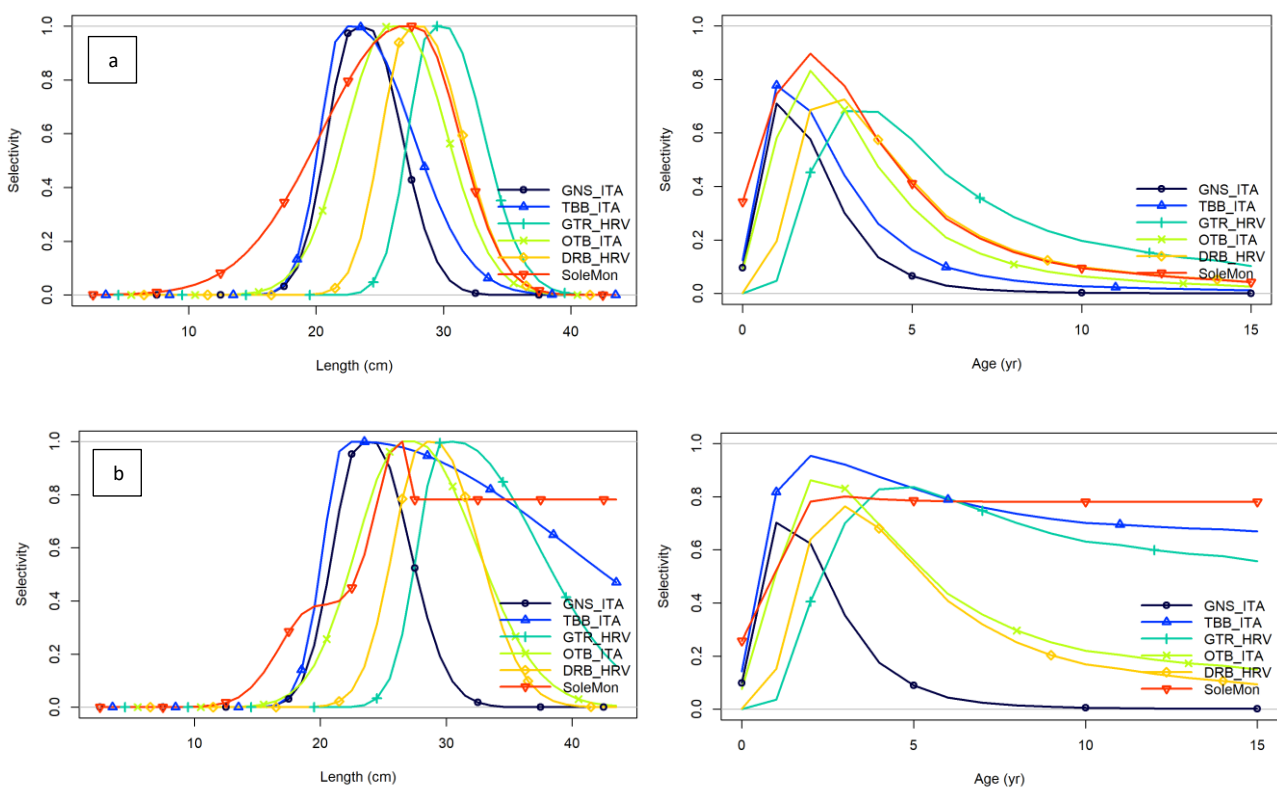 a
Selectivity
1.0
0.8
0.6
0.4
0.2
0.0
GNS_ITA
TBB_ITA
GTR_HRV
OTB_ITA
DRB_HRV
SoleMon
10 20 30 40
Length (cm)
Selectivity
1.0
0.8
0.6
0.4
0.2
0.0
GNS_ITA
TBB_ITA
GTR_HRV
OTB_ITA
DRB_HRV
SoleMon
0 5 10 15
Age (yr)
b
Selectivity
1.0
0.8
0.6
0.4
0.2
0.0
GNS_ITA
TBB_ITA
GTR_HRV
OTB_ITA
DRB_HRV
SoleMon
10 20 30 40
Length (cm)
Selectivity
1.0
0.8
0.6
0.4
0.2
0.0
GNS_ITA
TBB_ITA
GTR_HRV
OTB_ITA
DRB_HRV
SoleMon
0 5 10 15
Age (yr)